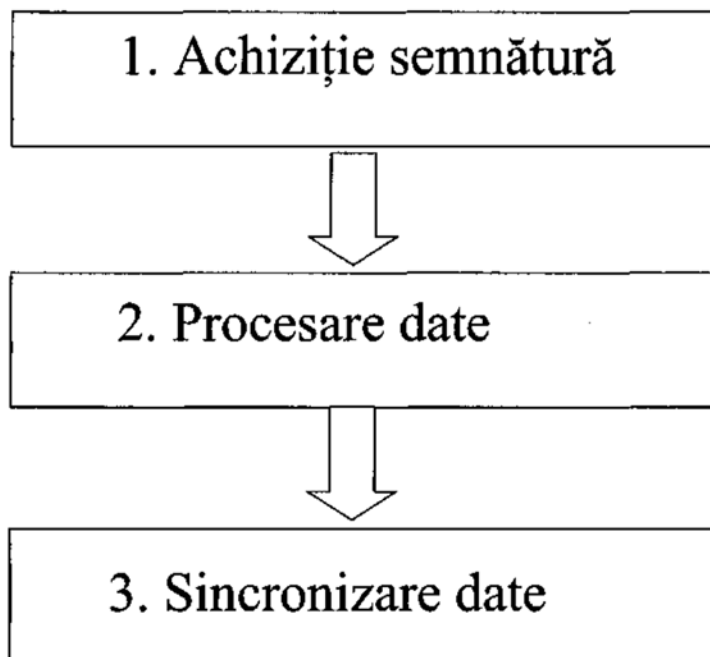 1. Achiziție semnătură
2. Procesare date
3. Sincronizare date